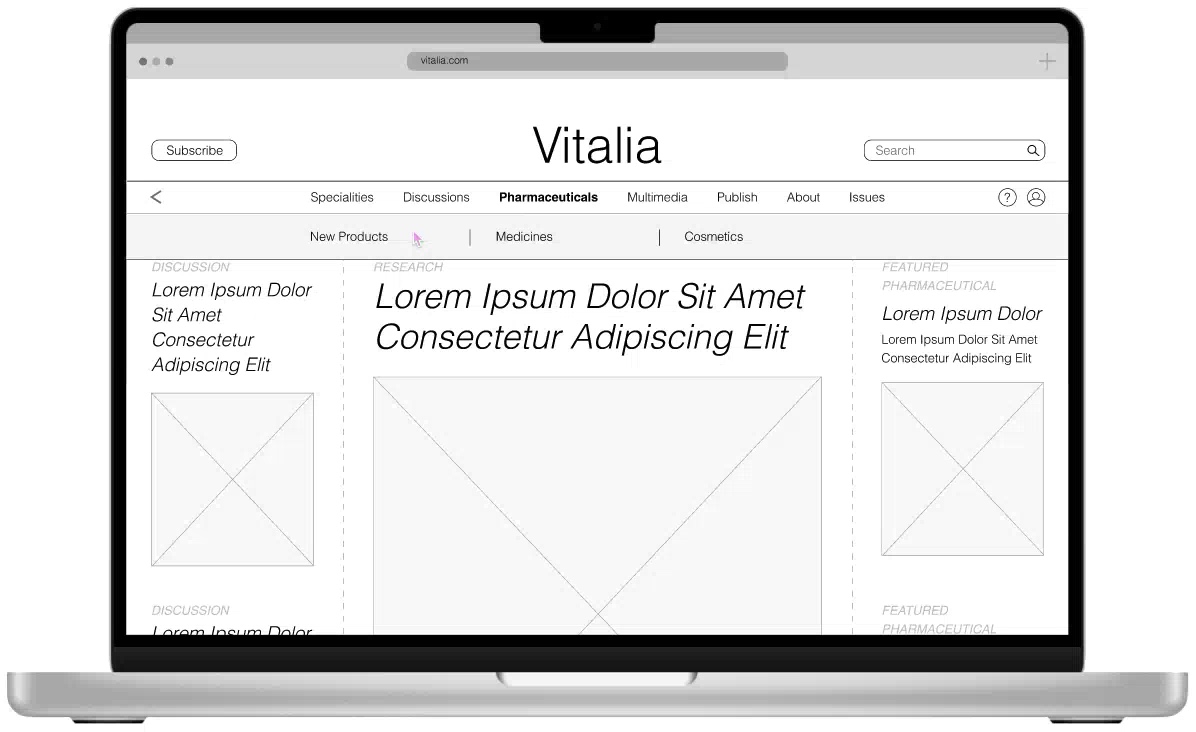 vitalia.com
Subscribe
Vitalia
Search
Specialities Discussions Pharmaceuticals Multimedia Publish About Issues ?
New Products | Medicines | Cosmetics
DISCUSSION
Lorem Ipsum Dolor
Sit Amet
Consectetur
Adipiscing Elit
DISCUSSION
Lorem Ipsum Dolor
RESEARCH
Lorem Ipsum Dolor Sit Amet
Consectetur Adipiscing Elit
FEATURED
PHARMACEUTICAL
Lorem Ipsum Dolor
Lorem Ipsum Dolor Sit Amet
Consectetur Adipiscing Elit
FEATURED
PHARMACEUTICAL